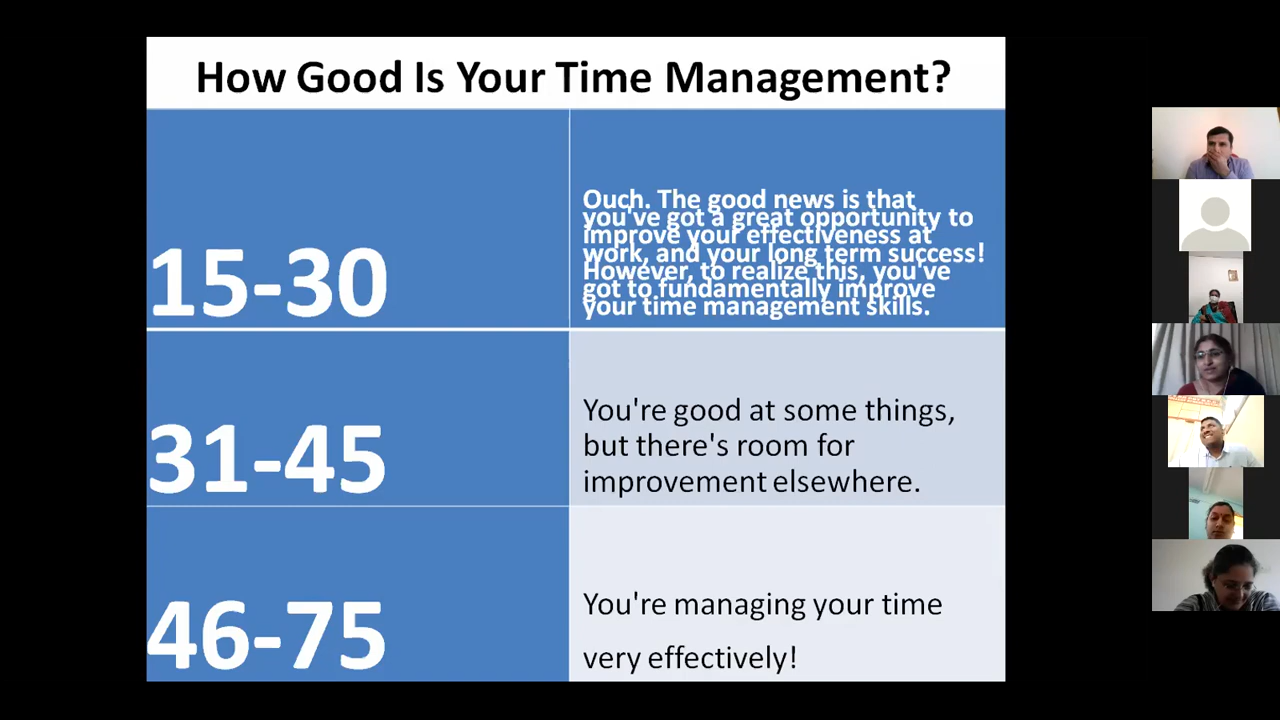 How Good Is Your Time Management?
15-30
Ouch. The good news is that
you've got a great opportunity to
improve your effectiveness at
work, and your long term success!
However, to realize this, you've
got to fundamentally improve
your time management skills.
31-45
You're good at some things,
but there's room for
improvement elsewhere.
46-75
You're managing your time
very effectively!